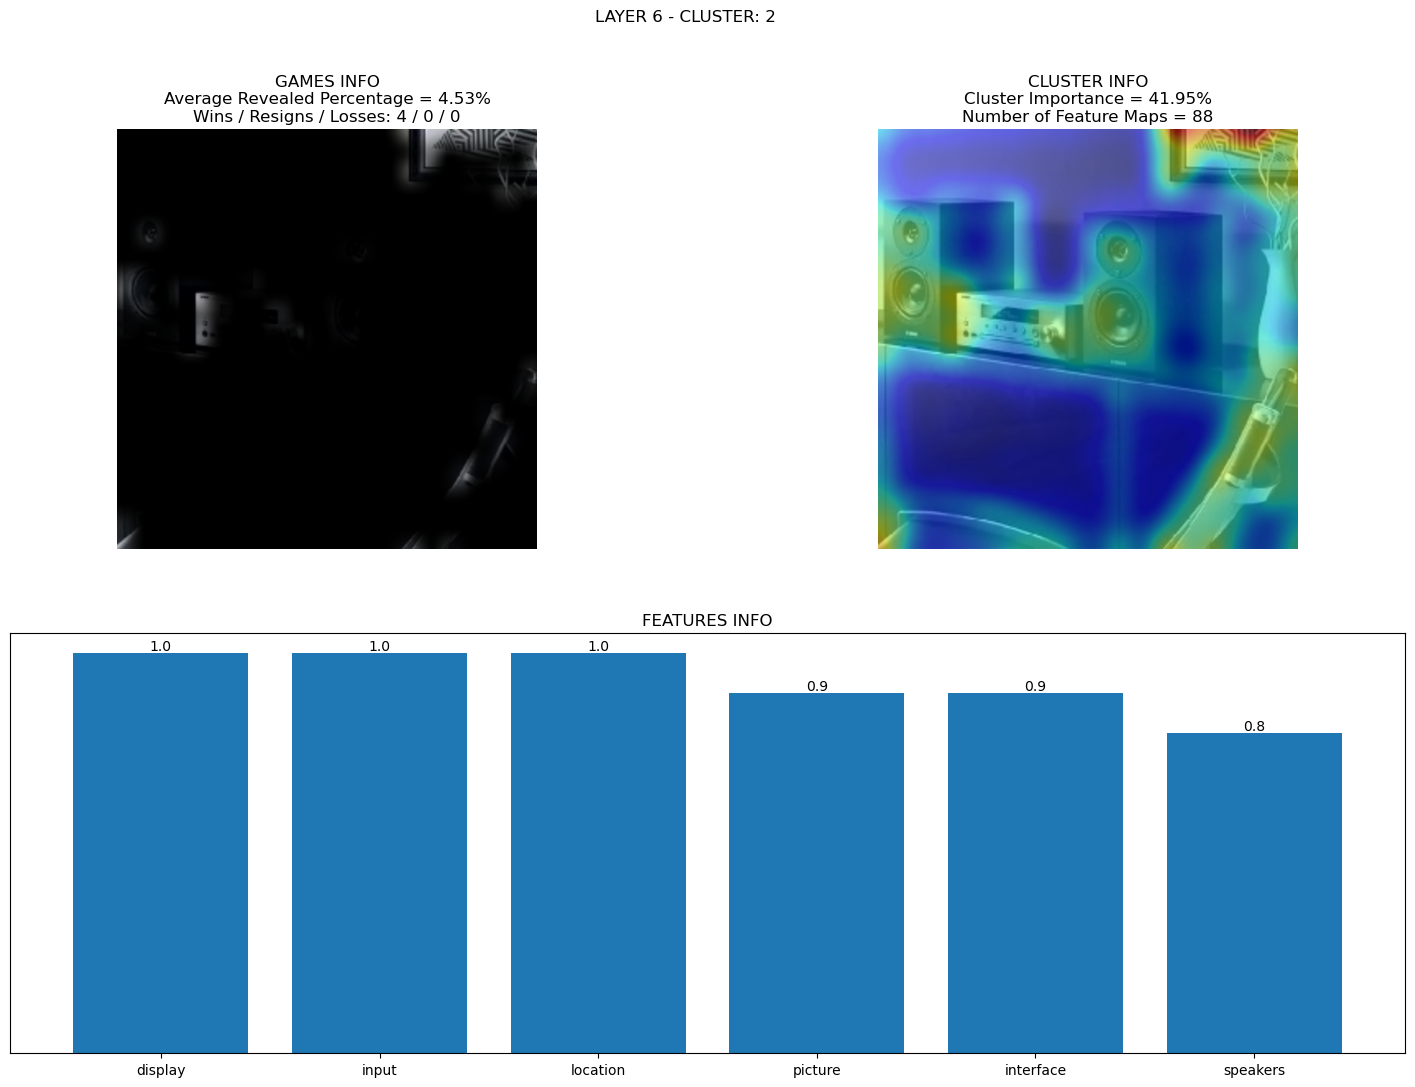 LAYER 6 - CLUSTER: 2
GAMES INFO
Average Revealed Percentage = 4.53%
Wins / Resigns / Losses: 4 / 0 / 0
CLUSTER INFO
Cluster Importance = 41.95%
Number of Feature Maps = 88
FEATURES INFO
1.0
1.0
1.0
0.9
0.9
0.8
display
input
location
picture
interface
speakers